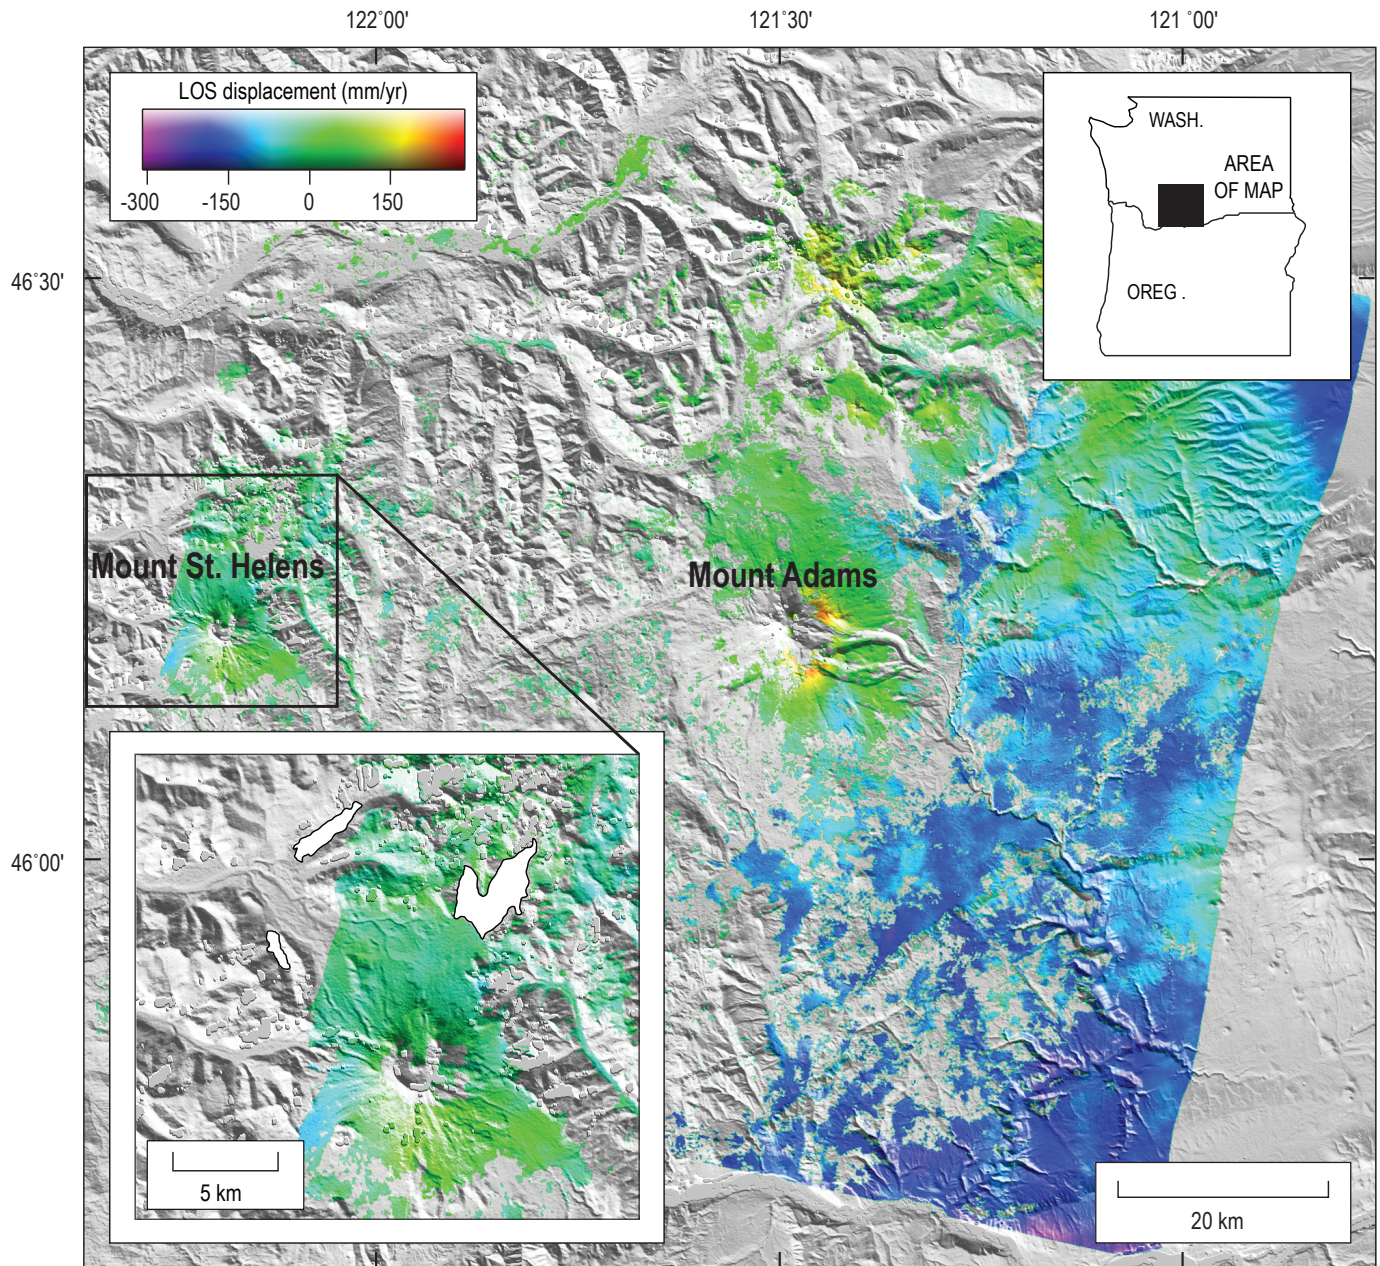 122°00'
121°30'
121°00'
LOS displacement (mm/yr)
-300
-150
0
150
WASH.
AREA
OF MAP
OREG .
46°30'
Mount St. Helens
Mount Adams
46°00'
5 km
20 km